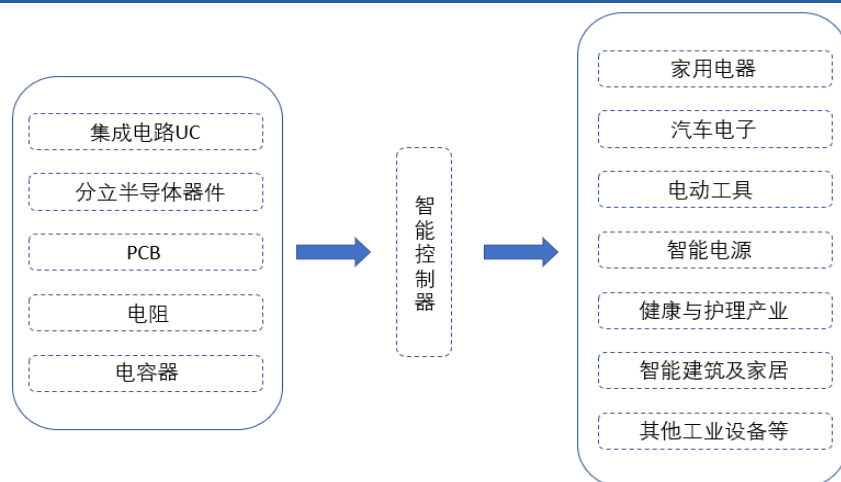 集成电路UC
分立半导体器件
PCB
电阻
电容器
智能控制器
家用电器
汽车电子
电动工具
智能电源
健康与护理产业
智能建筑及家居
其他工业设备等